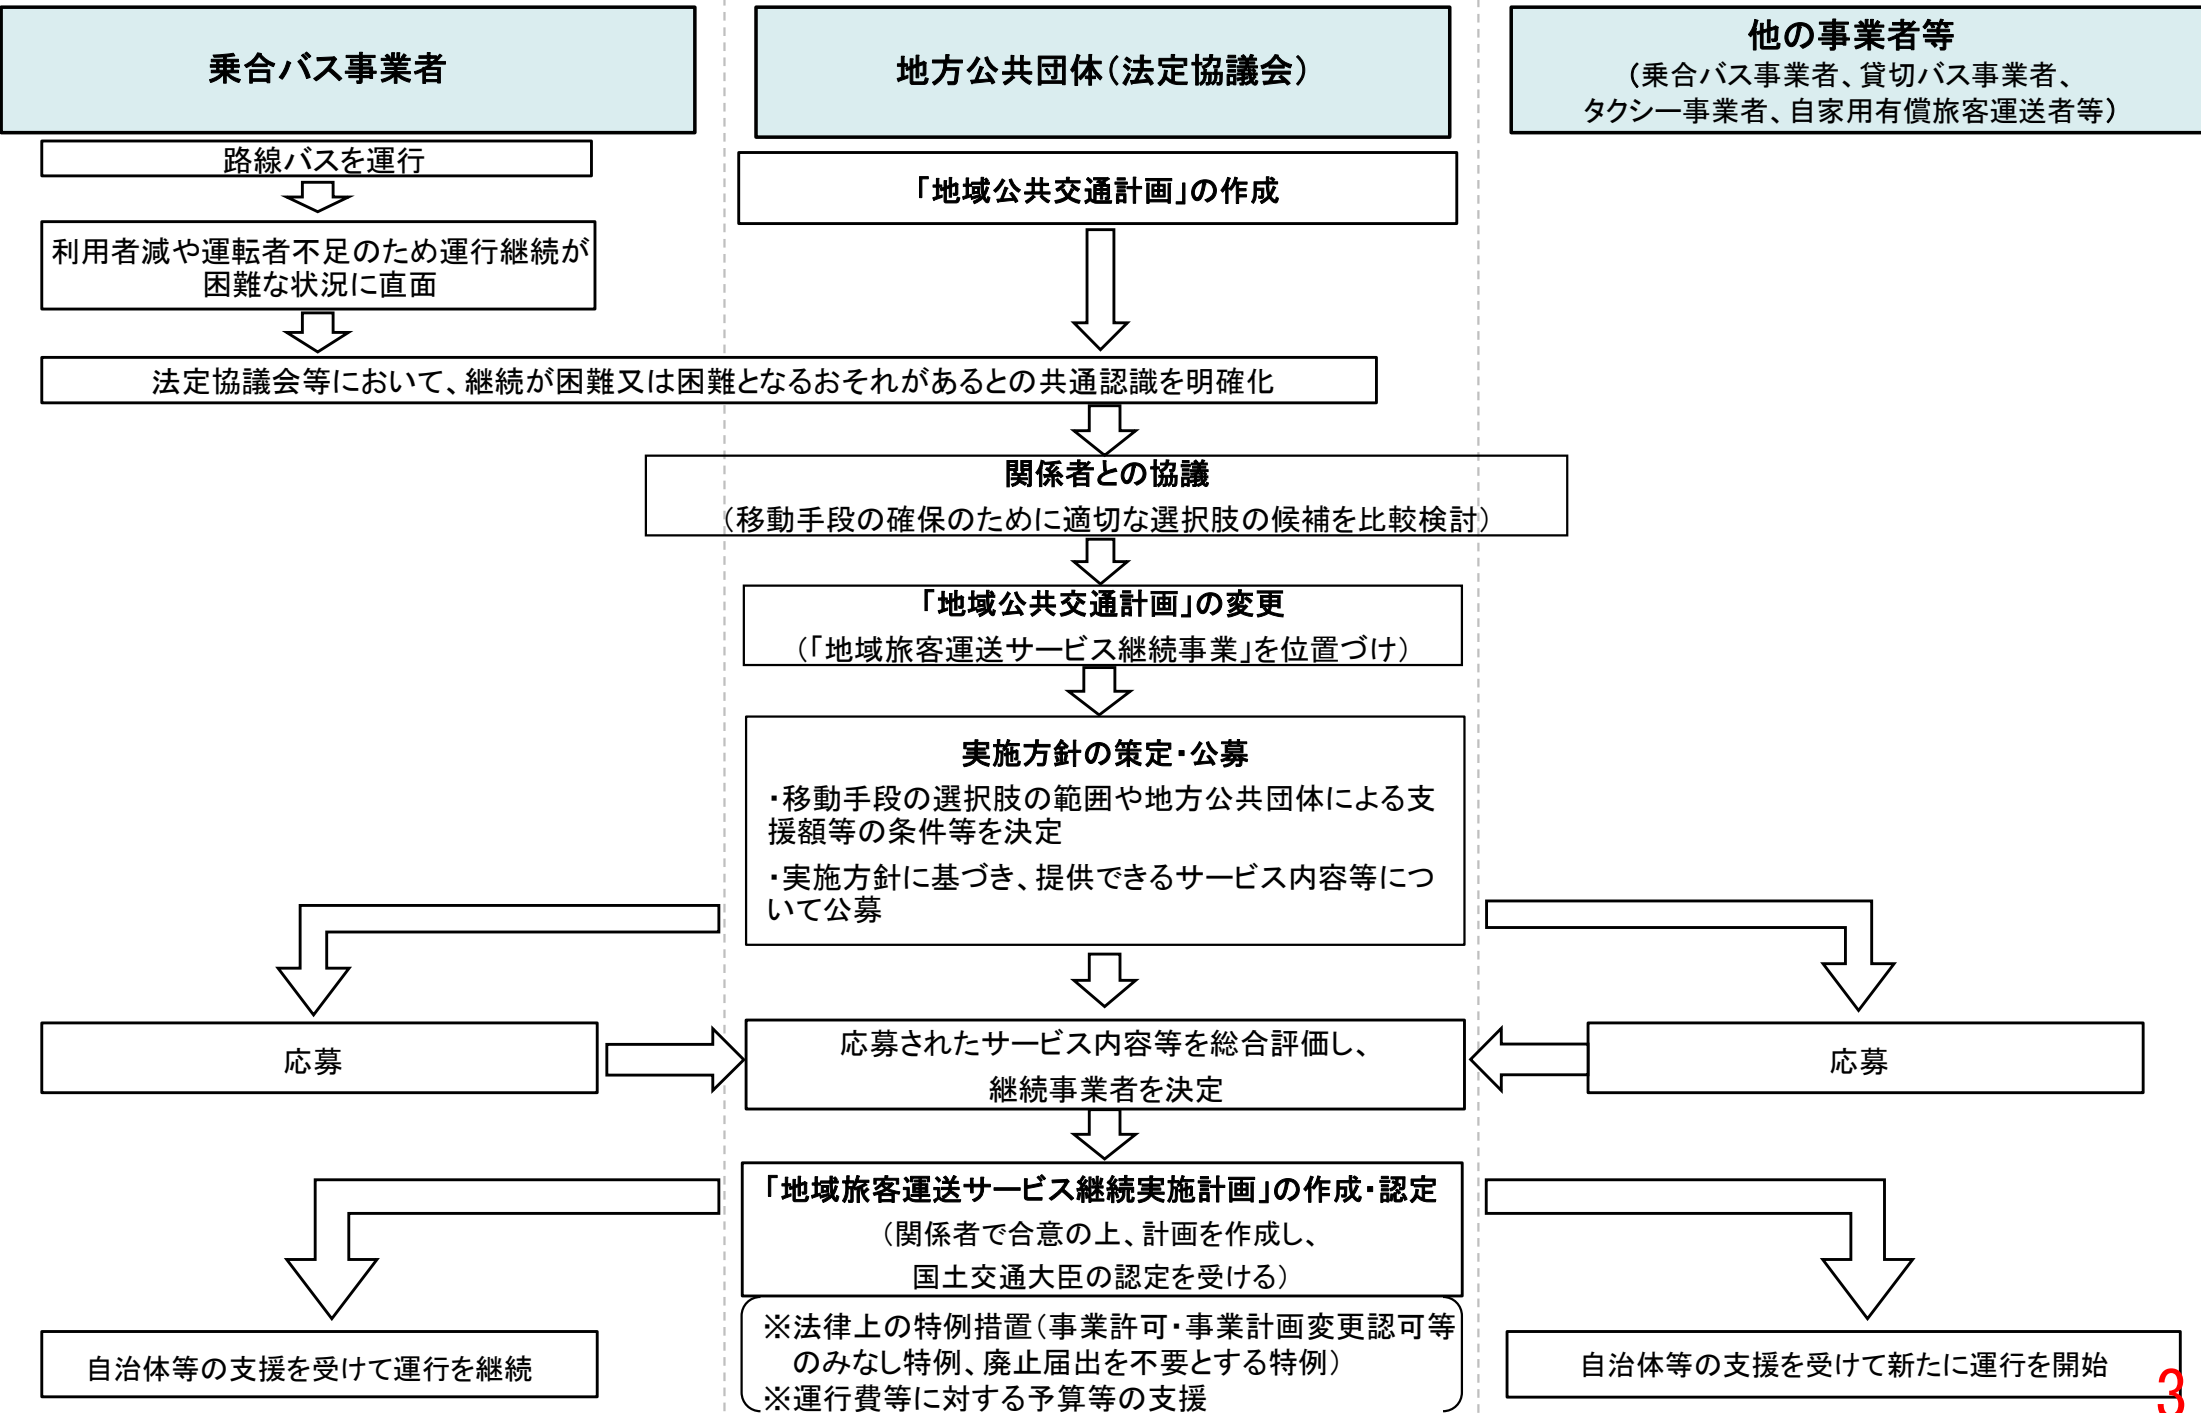 乗合バス事業者
地方公共団体(法定協議会)
他の事業者等
(乗合バス事業者、貸切バス事業者、
タクシー事業者、自家用有償旅客運送者等)
路線バスを運行
「地域公共交通計画」の作成
利用者減や運転者不足のため運行継続が
困難な状況に直面
法定協議会等において、継続が困難又は困難となるおそれがあるとの共通認識を明確化
関係者との協議
(移動手段の確保のために適切な選択肢の候補を比較検討)
「地域公共交通計画」の変更
(「地域旅客運送サービス継続事業」を位置づけ)
実施方針の策定・公募
・移動手段の選択肢の範囲や地方公共団体による支
援額等の条件等を決定
・実施方針に基づき、提供できるサービス内容等につ
いて公募
応募
応募されたサービス内容等を総合評価し、
継続事業者を決定
応募
「地域旅客運送サービス継続実施計画」の作成・認定
(関係者で合意の上、計画を作成し、
国土交通大臣の認定を受ける)
※法律上の特例措置(事業許可・事業計画変更認可等
のみなし特例、廃止届出を不要とする特例)
※運行費等に対する予算等の支援
自治体等の支援を受けて運行を継続
自治体等の支援を受けて新たに運行を開始
3